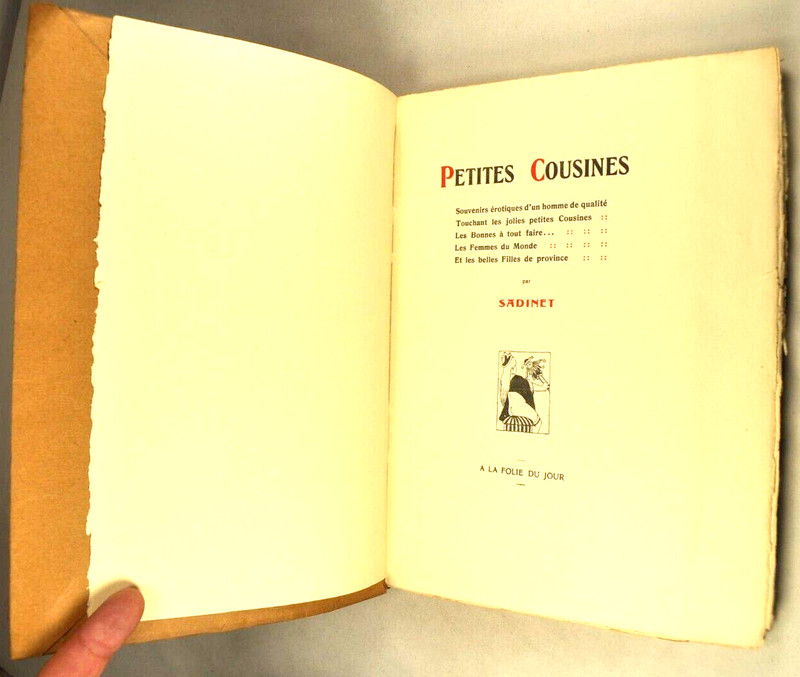 PETITES COUSINES
Souvenirs érotiques d'un homme de qualité
Touchant les jolies petites Cousines ::
Les Bonnes à tout faire... :: :: ::
Les Femmes du Monde :: :: :: ::
Et les belles Filles de province :: ::
par
SADINET
A LA FOLIE DU JOUR